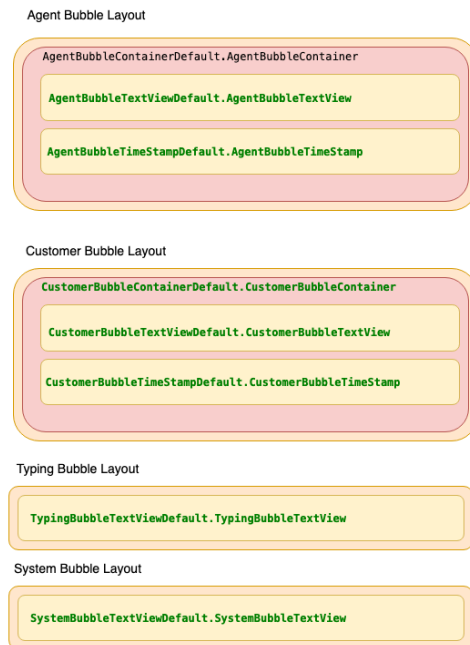 Agent Bubble Layout
AgentBubbleContainerDefault.AgentBubbleContainer
AgentBubbleTextViewDefault.AgentBubbleTextView
AgentBubbleTimeStampDefault.AgentBubbleTimeStamp
Customer Bubble Layout
CustomerBubbleContainerDefault.CustomerBubbleContainer
CustomerBubbleTextViewDefault.CustomerBubbleTextView
CustomerBubbleTimeStampDefault.CustomerBubbleTimeStamp
Typing Bubble Layout
TypingBubbleTextViewDefault.TypingBubbleTextView
System Bubble Layout
SystemBubbleTextViewDefault.SystemBubbleTextView